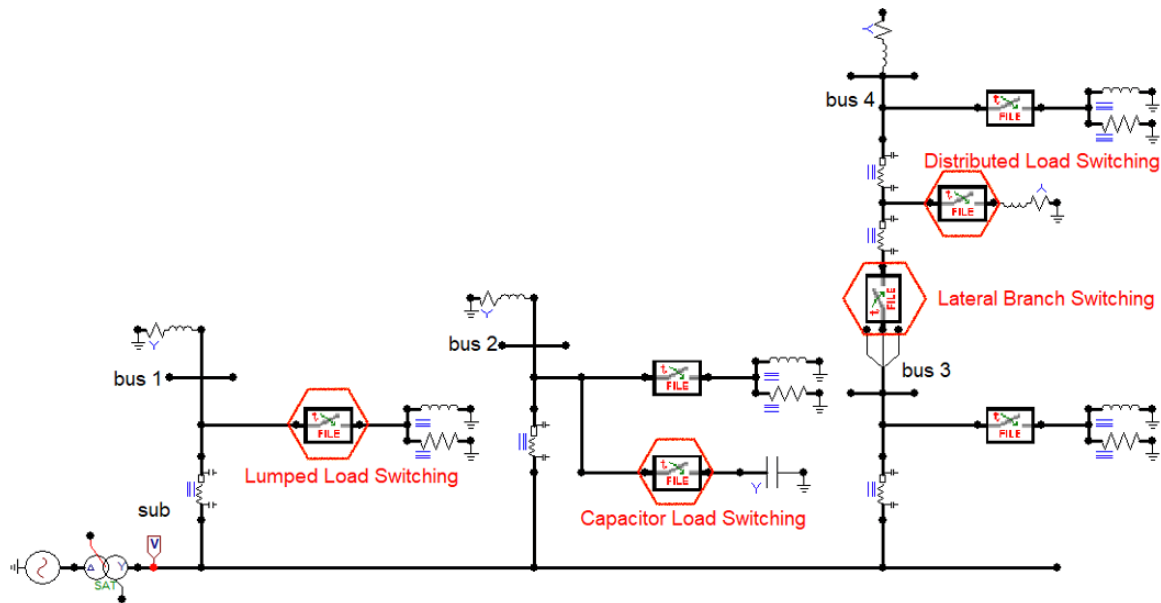 Y
bus 4
t
FILE
Distributed Load Switching
Y
t
FILE
t
FILE
Lateral Branch Switching
Y
bus 2
bus 3
Y
bus 1
t
FILE
t
FILE
t
FILE
Lumped Load Switching
t
FILE
Y
Capacitor Load Switching
sub
V
Δ Y
SAT